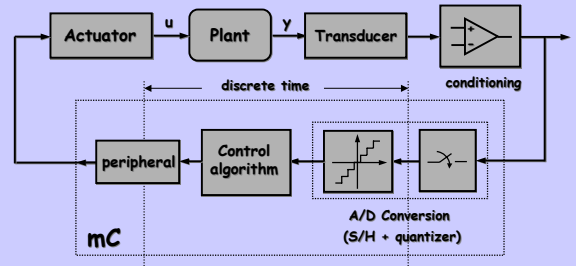 Actuator
u
Plant
y
Transducer
+
-
conditioning
discrete time
peripheral
Control
algorithm
A/D Conversion
(S/H + quantizer)
mC